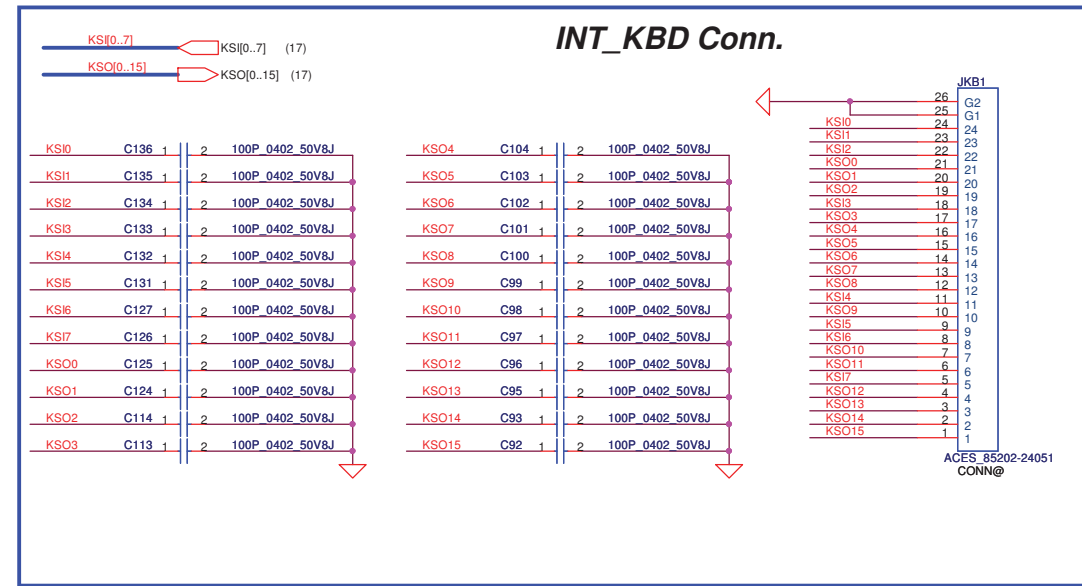 INT_KBD Conn.
KSI[0..7] KSI[0..7] (17)
KSO[0..15] KSO[0..15] (17)
KSI0 C136 1 2 100P_0402_50V8J
KSI1 C135 1 2 100P_0402_50V8J
KSI2 C134 1 2 100P_0402_50V8J
KSI3 C133 1 2 100P_0402_50V8J
KSI4 C132 1 2 100P_0402_50V8J
KSI5 C131 1 2 100P_0402_50V8J
KSI6 C127 1 2 100P_0402_50V8J
KSI7 C126 1 2 100P_0402_50V8J
KSO0 C125 1 2 100P_0402_50V8J
KSO1 C124 1 2 100P_0402_50V8J
KSO2 C114 1 2 100P_0402_50V8J
KSO3 C113 1 2 100P_0402_50V8J
KSO4 C104 1 2 100P_0402_50V8J
KSO5 C103 1 2 100P_0402_50V8J
KSO6 C102 1 2 100P_0402_50V8J
KSO7 C101 1 2 100P_0402_50V8J
KSO8 C100 1 2 100P_0402_50V8J
KSO9 C99 1 2 100P_0402_50V8J
KSO10 C98 1 2 100P_0402_50V8J
KSO11 C97 1 2 100P_0402_50V8J
KSO12 C96 1 2 100P_0402_50V8J
KSO13 C95 1 2 100P_0402_50V8J
KSO14 C93 1 2 100P_0402_50V8J
KSO15 C92 1 2 100P_0402_50V8J
JKB1
26 G2
25 G1
KSI0 24 24
KSI1 23 23
KSI2 22 22
KSO0 21 21
KSO1 20 20
KSO2 19 19
KSI3 18 18
KSO3 17 17
KSO4 16 16
KSO5 15 15
KSO6 14 14
KSO7 13 13
KSO8 12 12
KSI4 11 11
KSO9 10 10
KSI5 9 9
KSI6 8 8
KSO10 7 7
KSO11 6 6
KSI7 5 5
KSO12 4 4
KSO13 3 3
KSO14 2 2
KSO15 1 1
ACES_85202-24051
CONN@